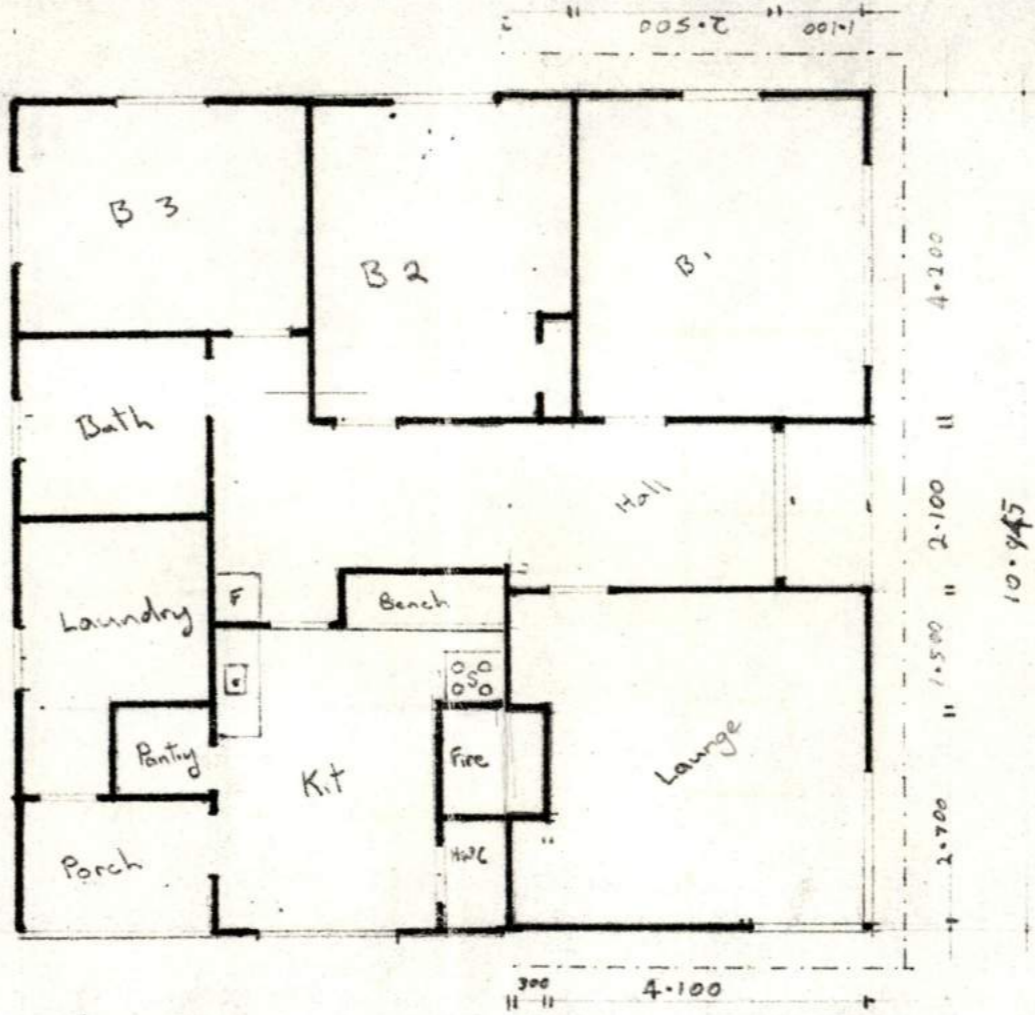 2.500
1.100
B 3
B 2
B1
4.200
Bath
Hall
2.100
F
Bench
Laundry
1.500
S
Pantry
Fire
Kit
Launge
HWC
Porch
2.700
300
4.100